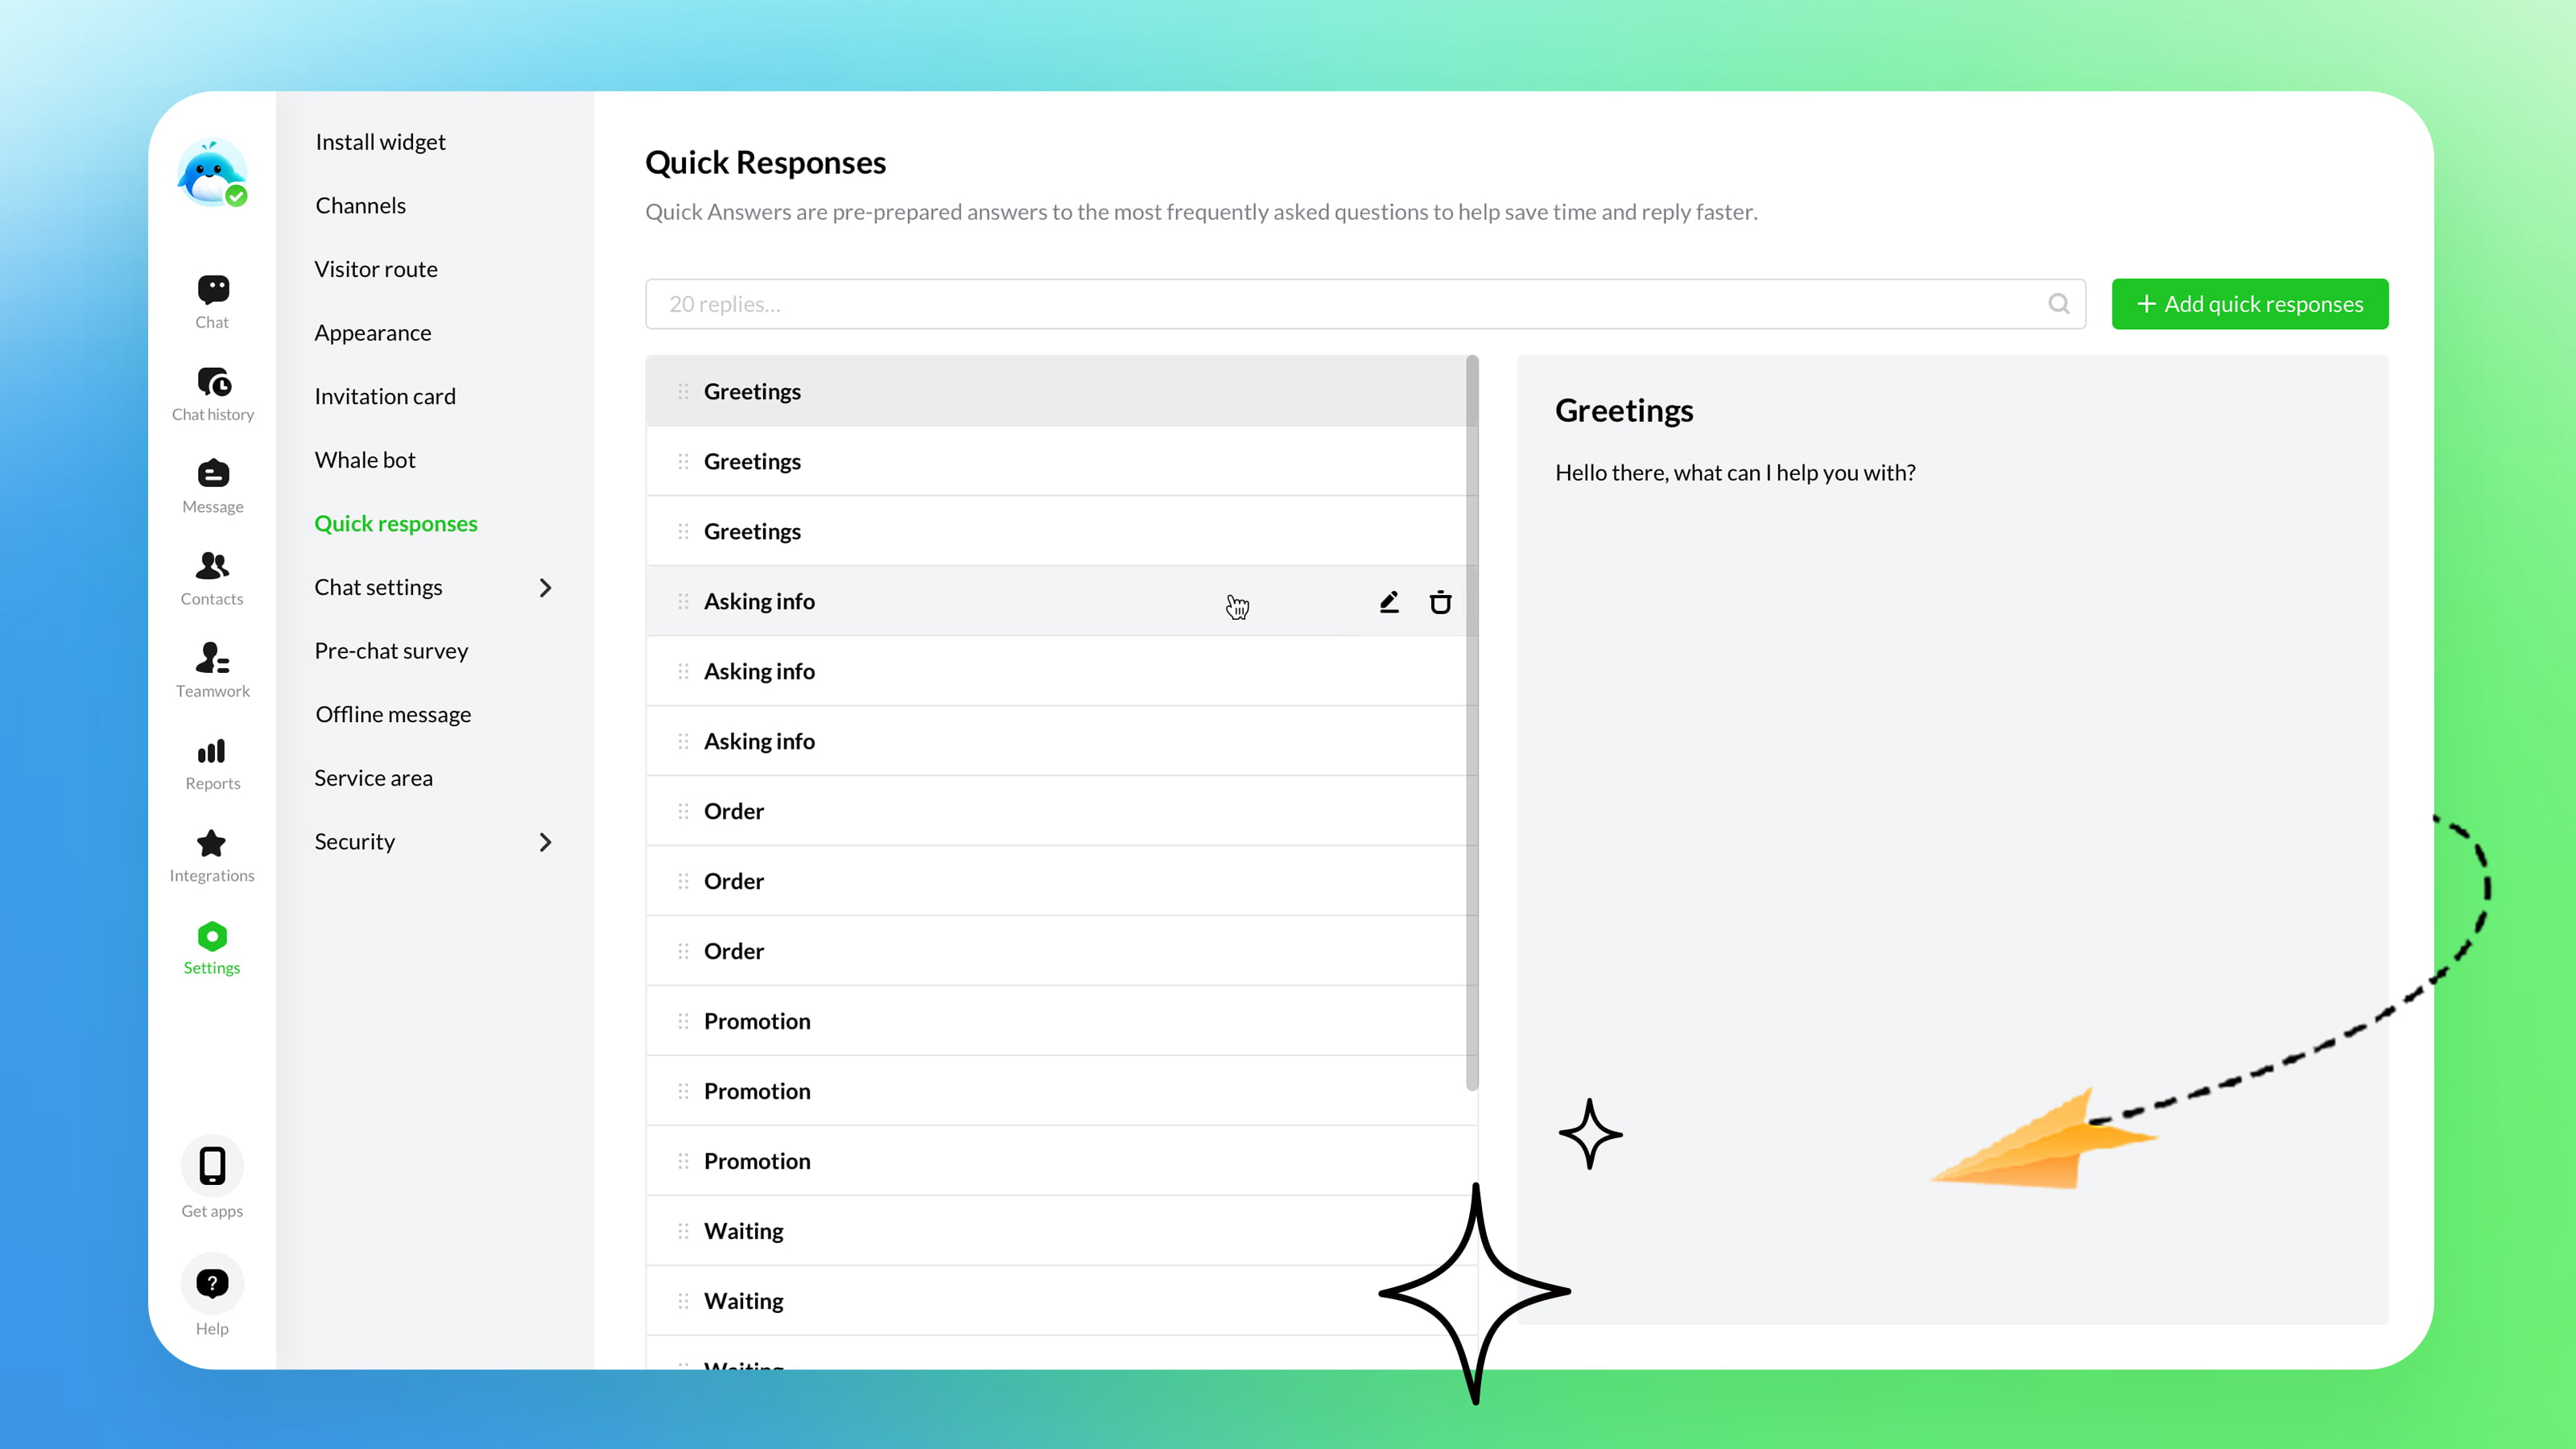 Chat
Chat history
Message
Contacts
Teamwork
Reports
Integrations
Settings
Get apps
?
Help
Install widget
Channels
Visitor route
Appearance
Invitation card
Whale bot
Quick responses
Chat settings
Pre-chat survey
Offline message
Service area
Security
Quick Responses
Quick Answers are pre-prepared answers to the most frequently asked questions to help save time and reply faster.
20 replies...
+ Add quick responses
Greetings
Greetings
Greetings
Asking info
Asking info
Asking info
Order
Order
Order
Promotion
Promotion
Promotion
Waiting
Waiting
Waiting
Greetings
Hello there, what can I help you with?